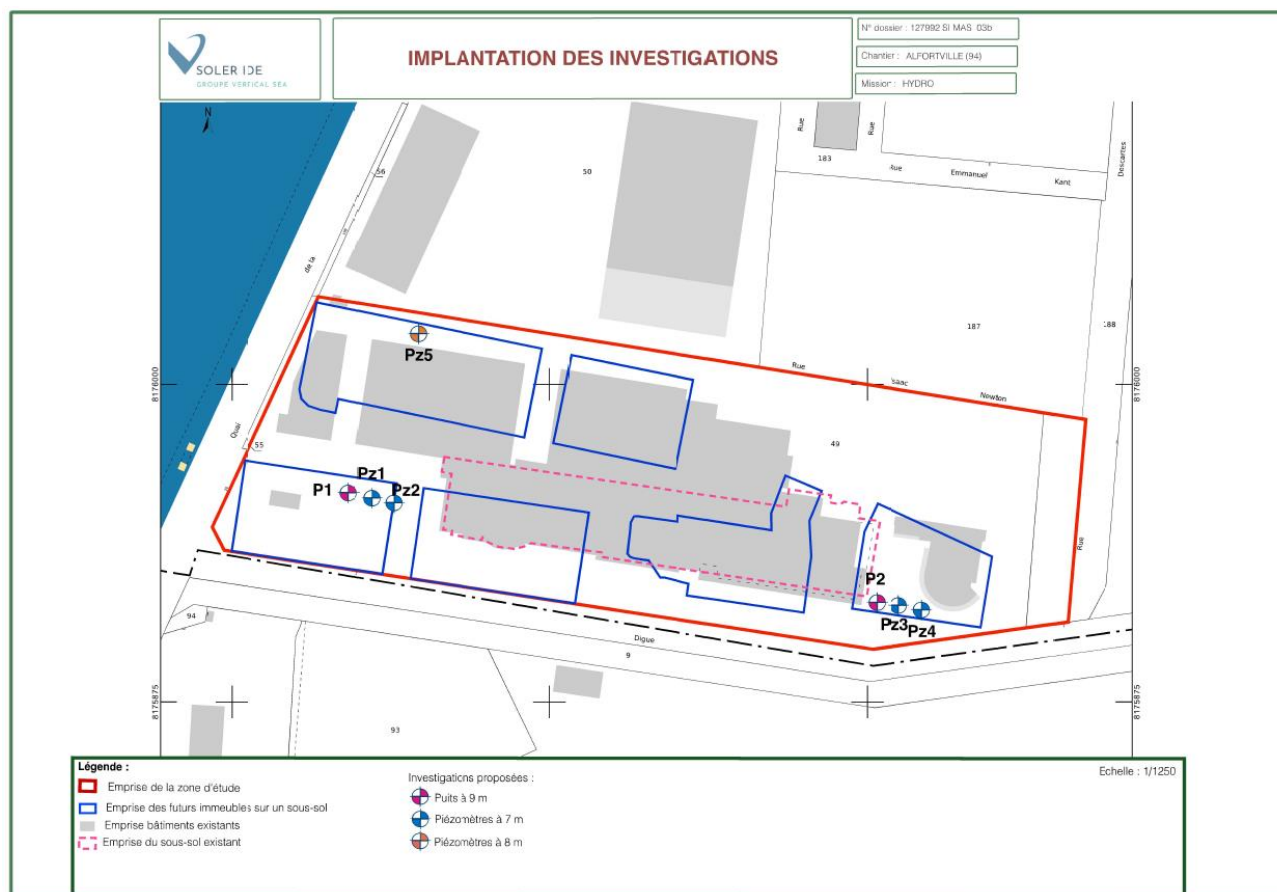 SOLER IDE
GROUPE VERTICAL SEA
IMPLANTATION DES INVESTIGATIONS
N° dossier : 127992 SI MAS 03b
Chantier : ALFORTVILLE (94)
Mission : HYDRO
N
56
50
Rue
Rue
183
Rue
Emmanuel
Kant
Descartes
de la
187
188
Pz5
Rue
Isaac
Newton
8176000
8176000
49
Quai
55
P1
Pz1
Pz2
P2
Pz3
Pz4
Rue
94
Digue
9
8175875
8175875
93
Légende :
Emprise de la zone d'étude
Emprise des futurs immeubles sur un sous-sol
Emprise bâtiments existants
Emprise du sous-sol existant
Investigations proposées :
Puits à 9 m
Piézomètres à 7 m
Piézomètres à 8 m
Echelle : 1/1250